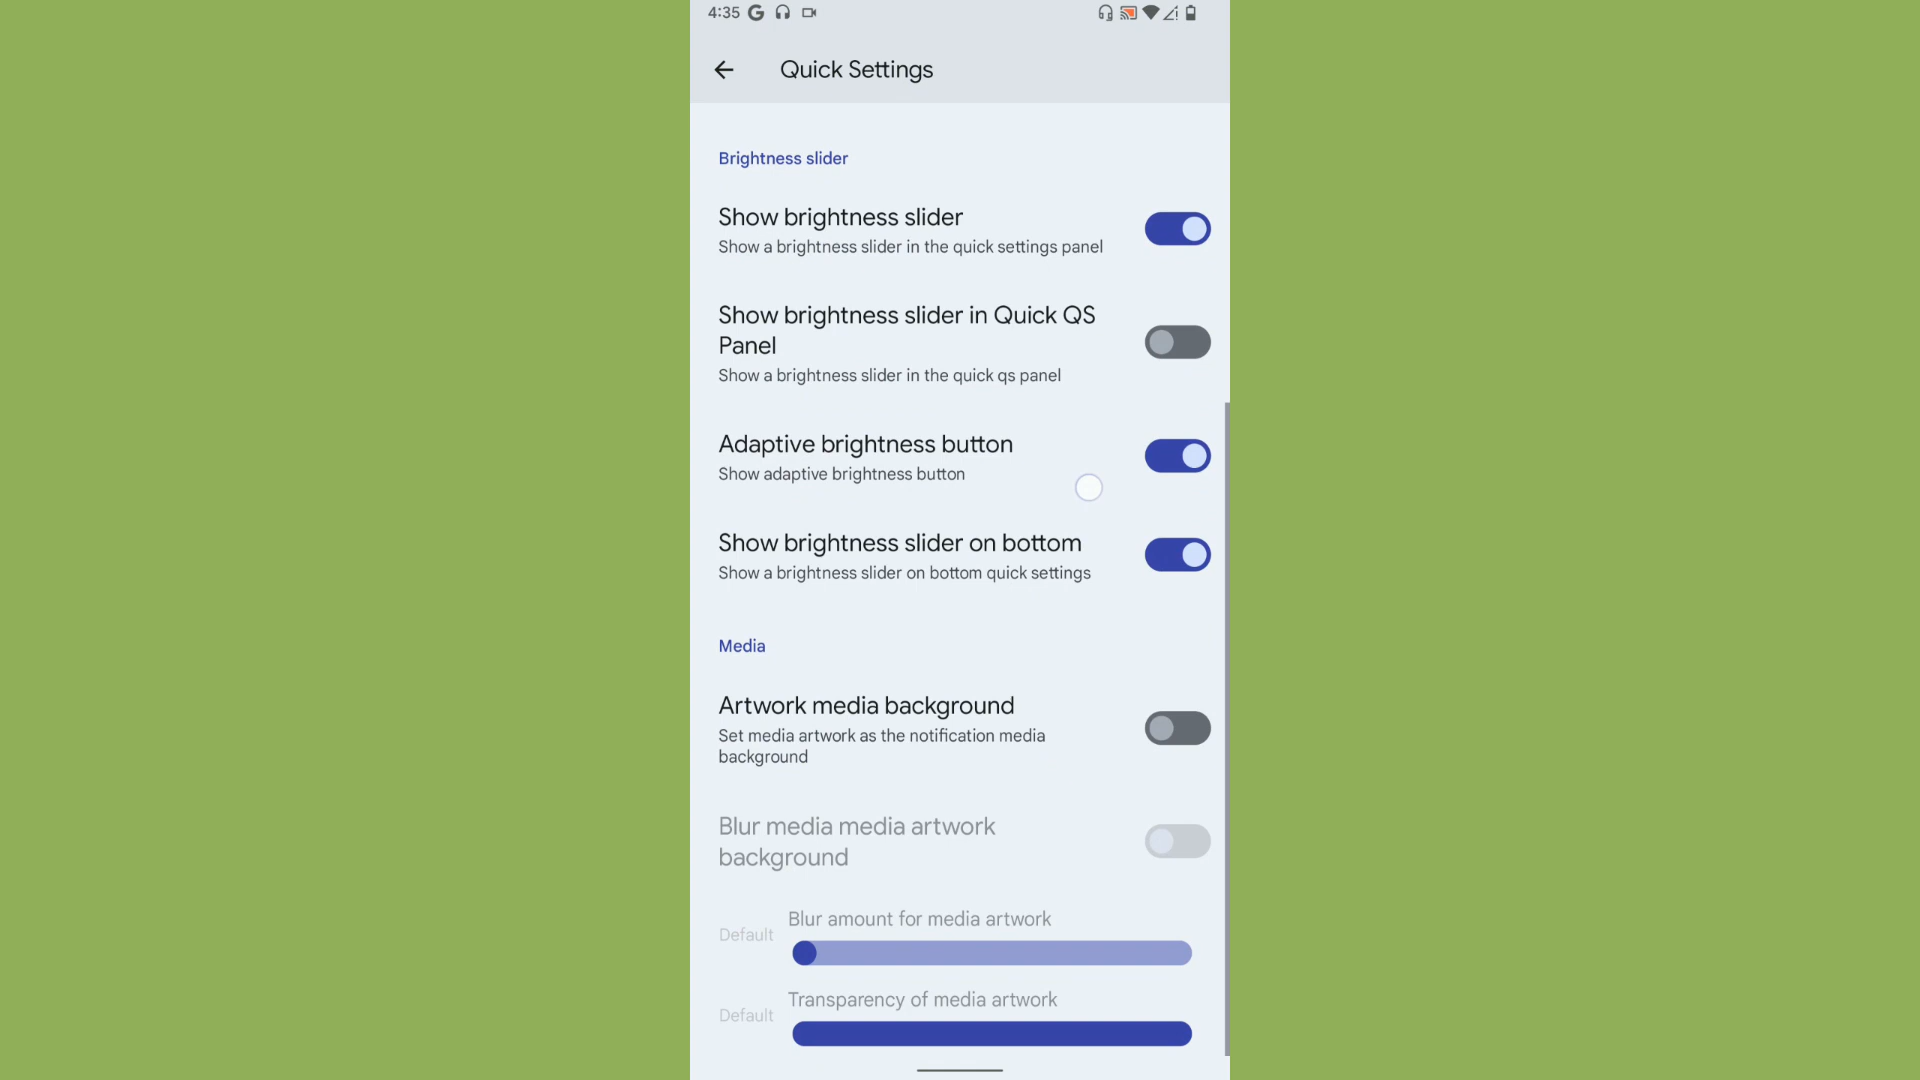 4:35
Quick Settings
Brightness slider
Show brightness slider
Show a brightness slider in the quick settings panel
Show brightness slider in Quick QS
Panel
Show a brightness slider in the quick qs panel
Adaptive brightness button
Show adaptive brightness button
Show brightness slider on bottom
Show a brightness slider on bottom quick settings
Media
Artwork media background
Set media artwork as the notification media
background
Blur media media artwork
background
Blur amount for media artwork
Default
Transparency of media artwork
Default